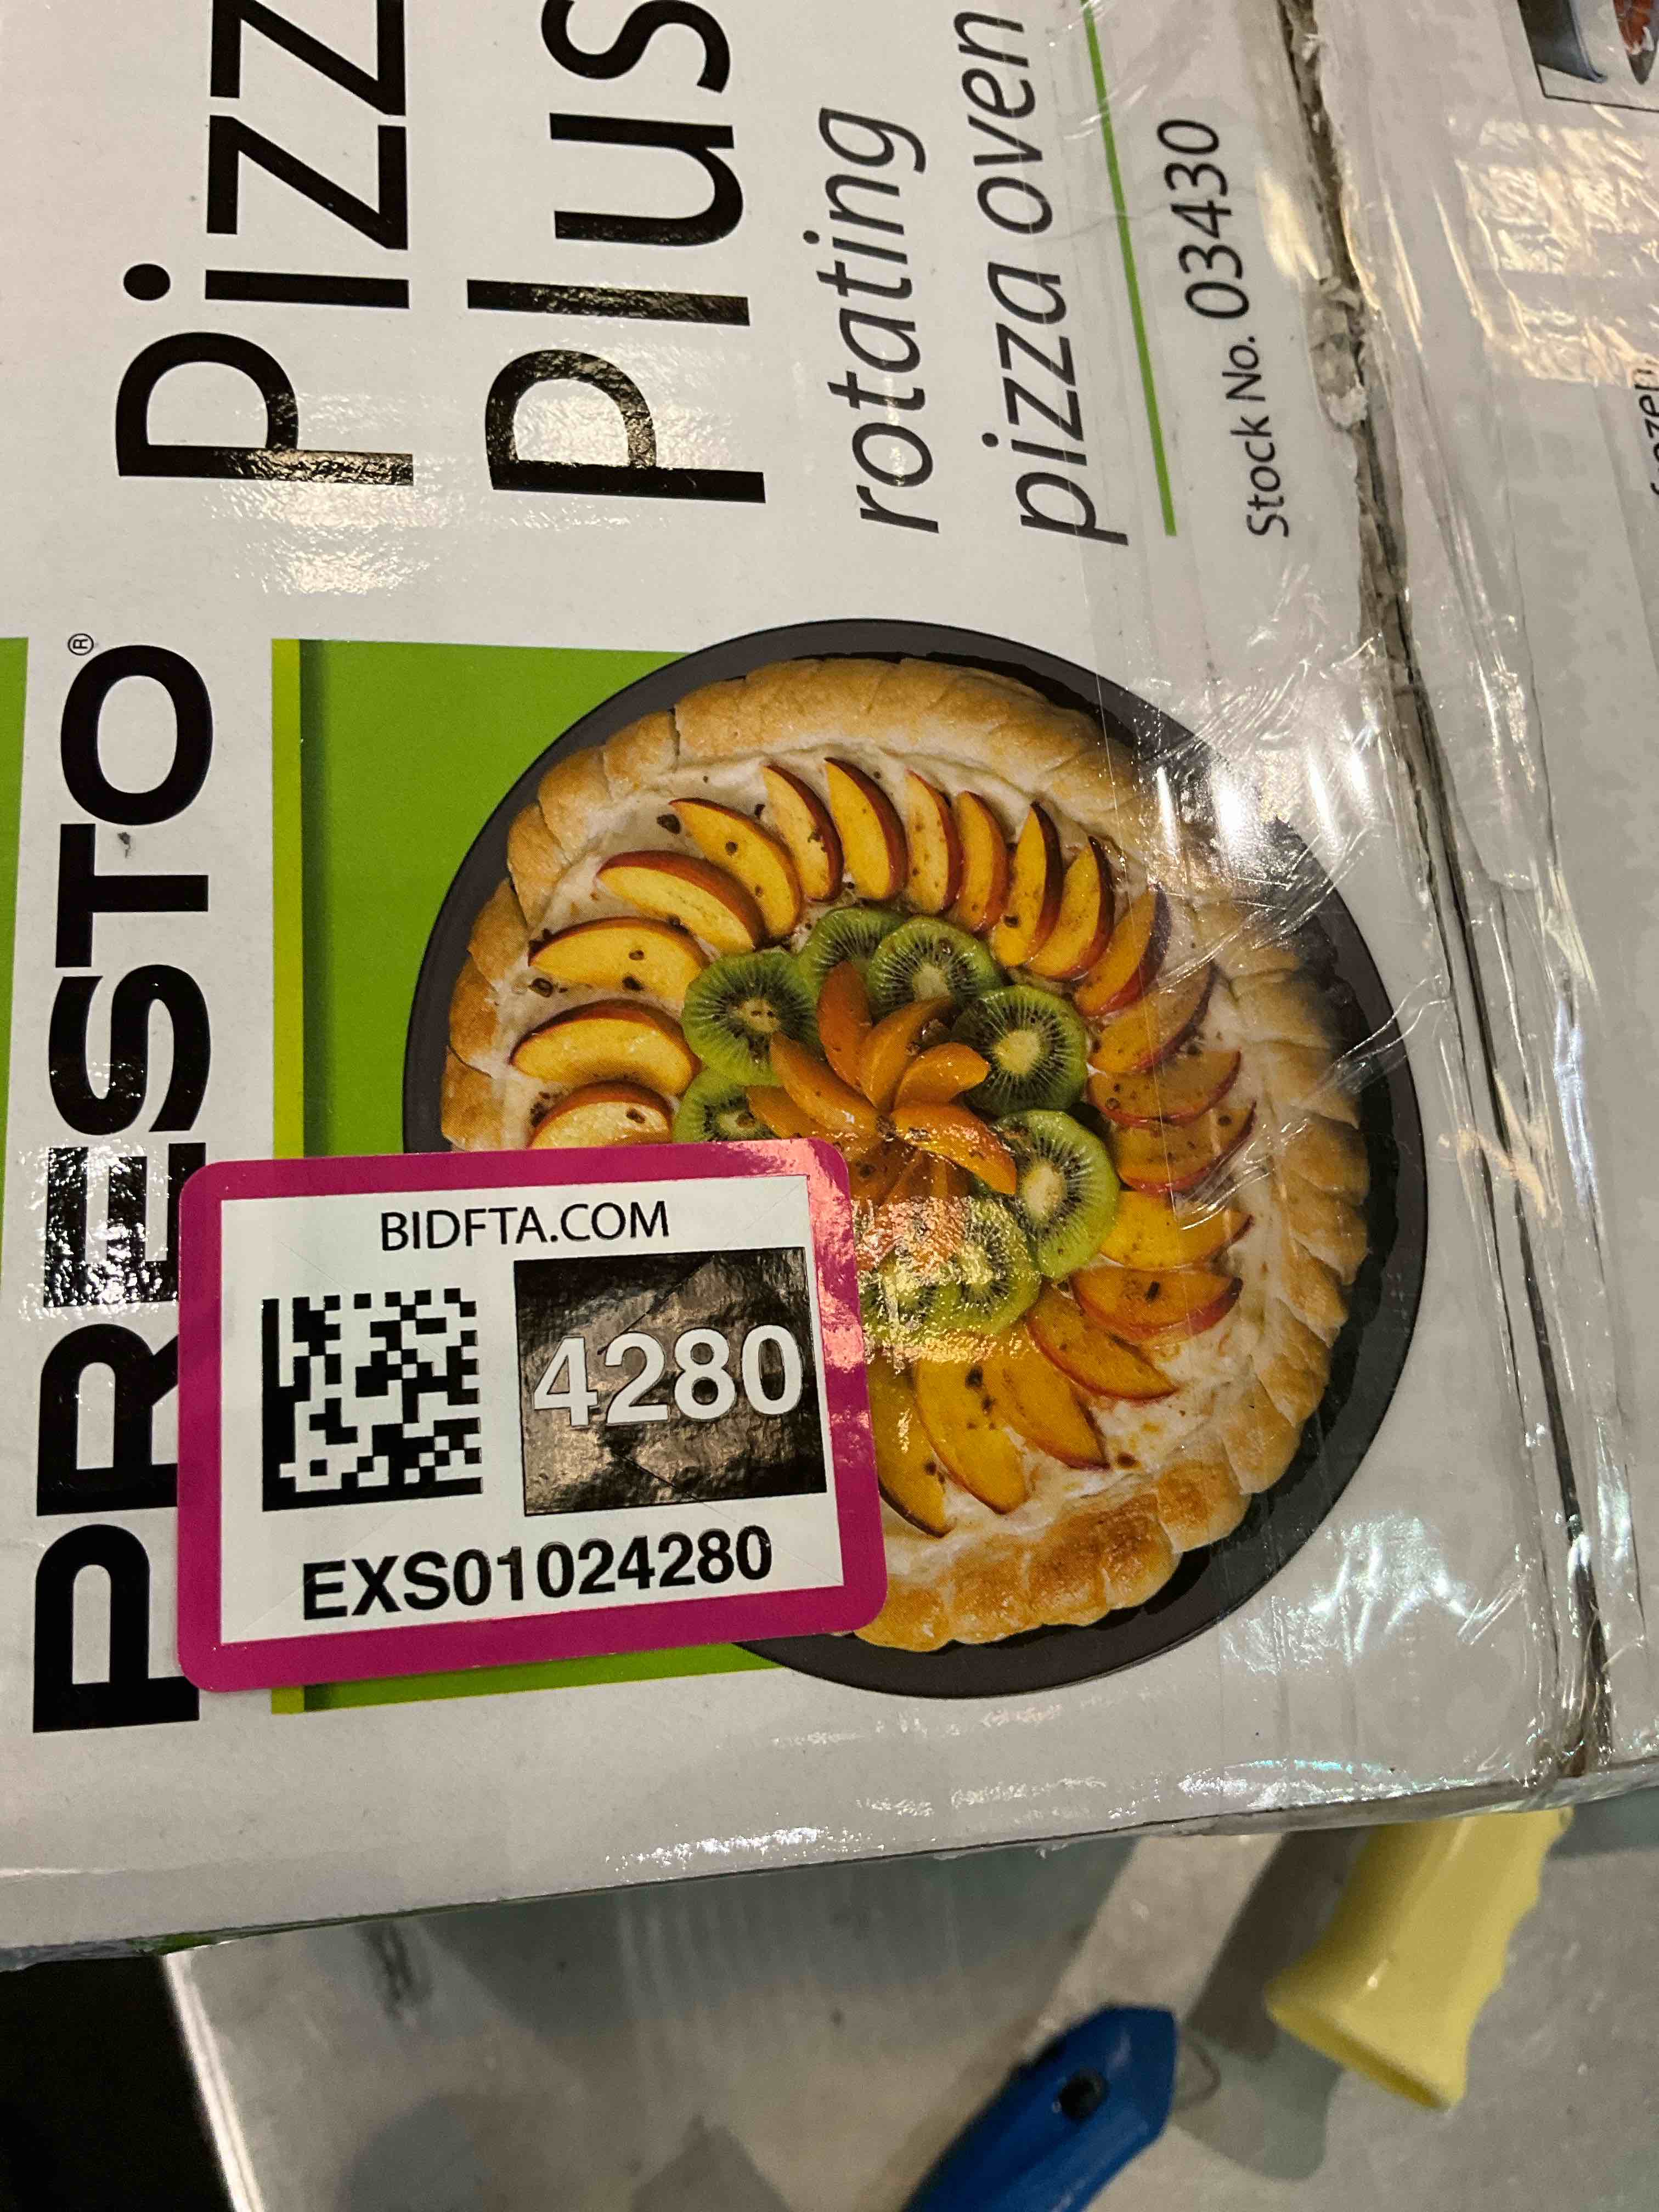 PRESTO®
Pizz
Plus
rotating
pizza oven
Stock No. 03430
BIDFTA.COM
4280
EXS01024280